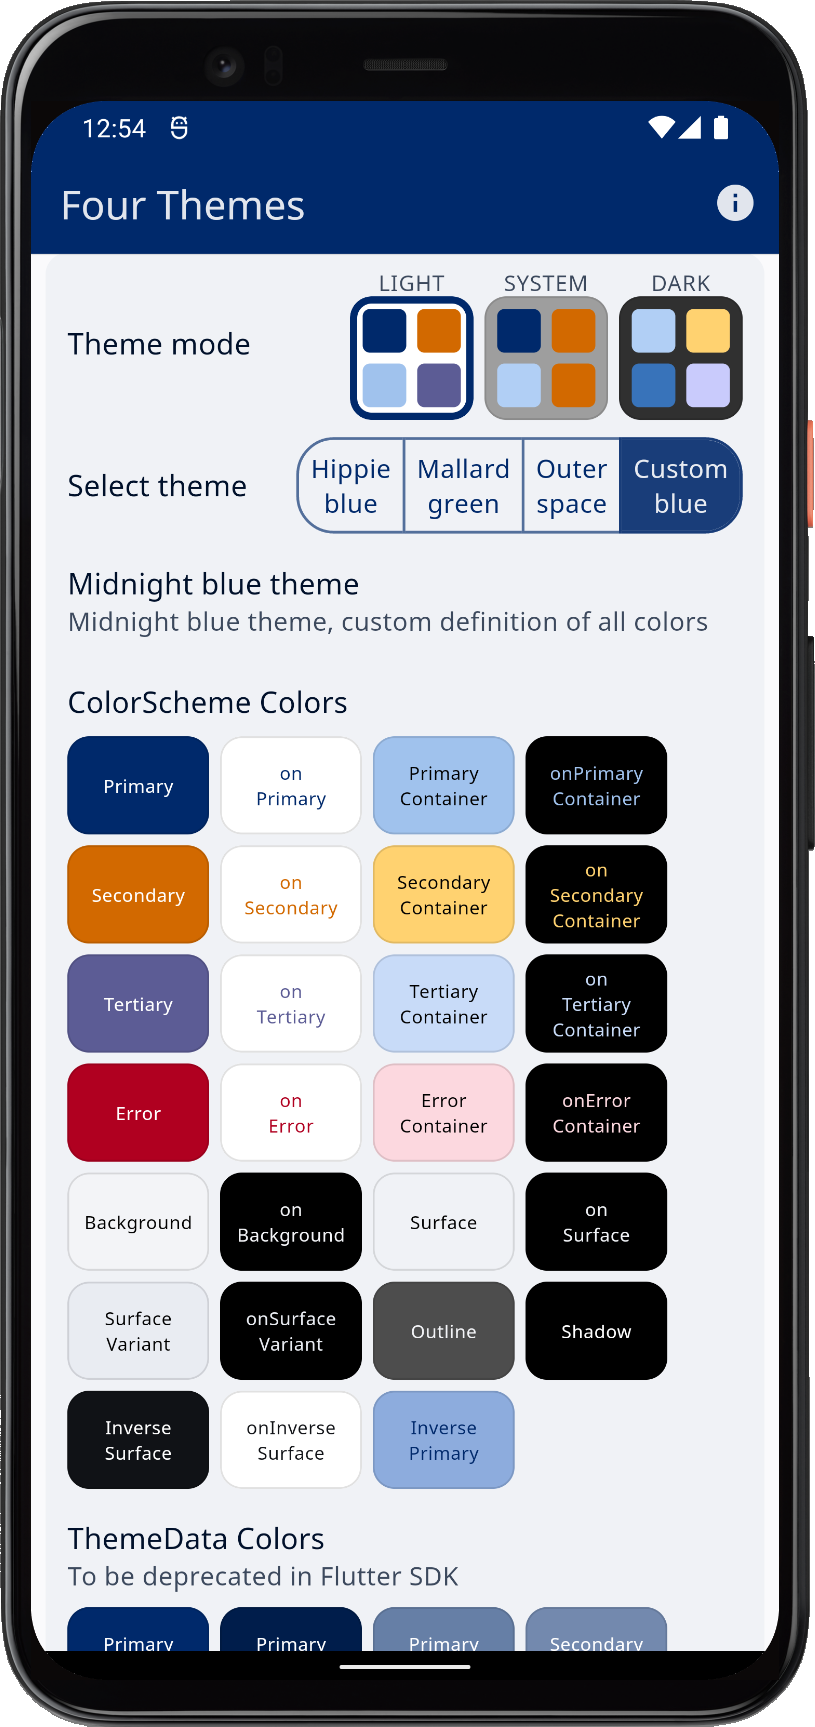 12:54
Four Themes
LIGHT SYSTEM DARK
Theme mode
Select theme
Hippie
blue
Mallard
green
Outer
space
Custom
blue
Midnight blue theme
Midnight blue theme, custom definition of all colors
ColorScheme Colors
Primary
on
Primary
Primary
Container
onPrimary
Container
Secondary
on
Secondary
Secondary
Container
on
Secondary
Container
Tertiary
on
Tertiary
Tertiary
Container
on
Tertiary
Container
Error
on
Error
Error
Container
onError
Container
Background
on
Background
Surface
on
Surface
Surface
Variant
onSurface
Variant
Outline
Shadow
Inverse
Surface
onInverse
Surface
Inverse
Primary
ThemeData Colors
To be deprecated in Flutter SDK
Primary
Primary
Primary
Secondary